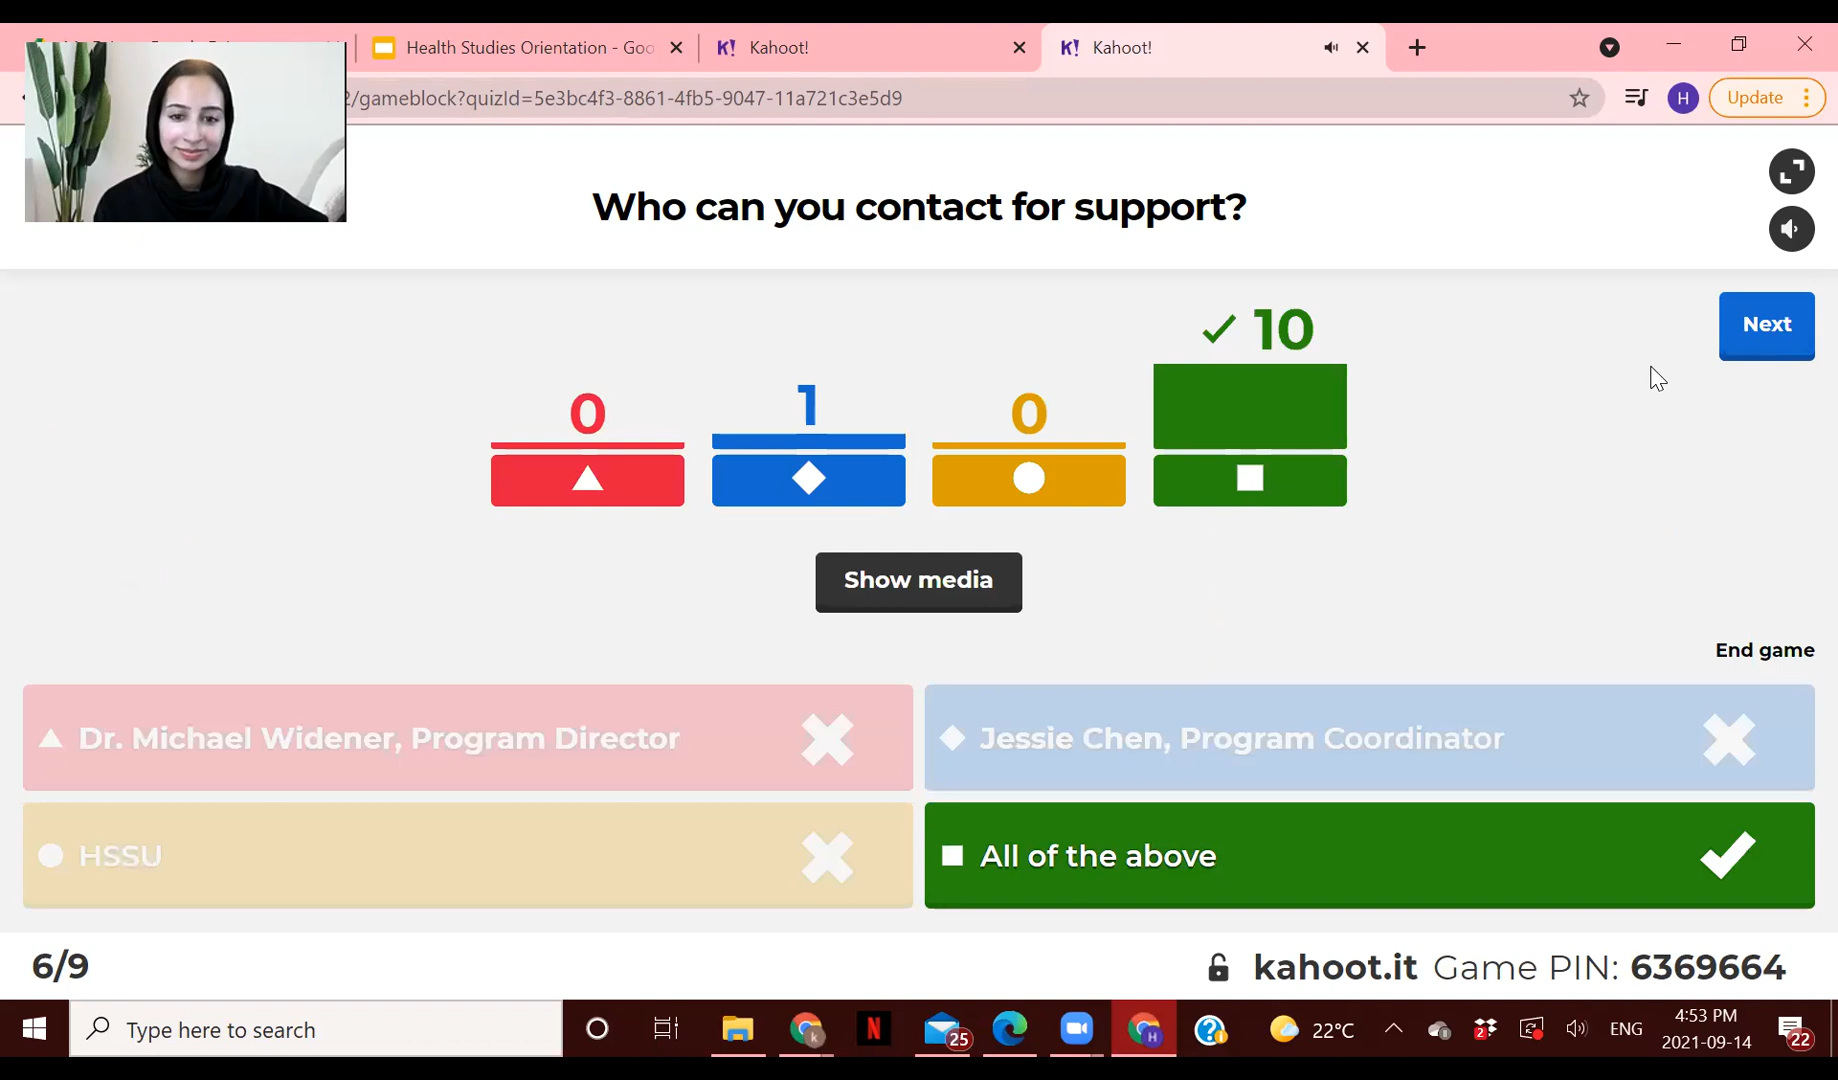 Health Studies Orientation - Goo
K! Kahoot!
K! Kahoot!
2/gameblock?quizId=5e3bc4f3-8861-4fb5-9047-11a721c3e5d9
H
Update
Who can you contact for support?
Next
0
1
0
10
Show media
End game
Dr. Michael Widener, Program Director
Jessie Chen, Program Coordinator
HSSU
All of the above
6/9
kahoot.it Game PIN: 6369664
Type here to search
k
N
25
H
22°C
2
ENG
4:53 PM
2021-09-14
22